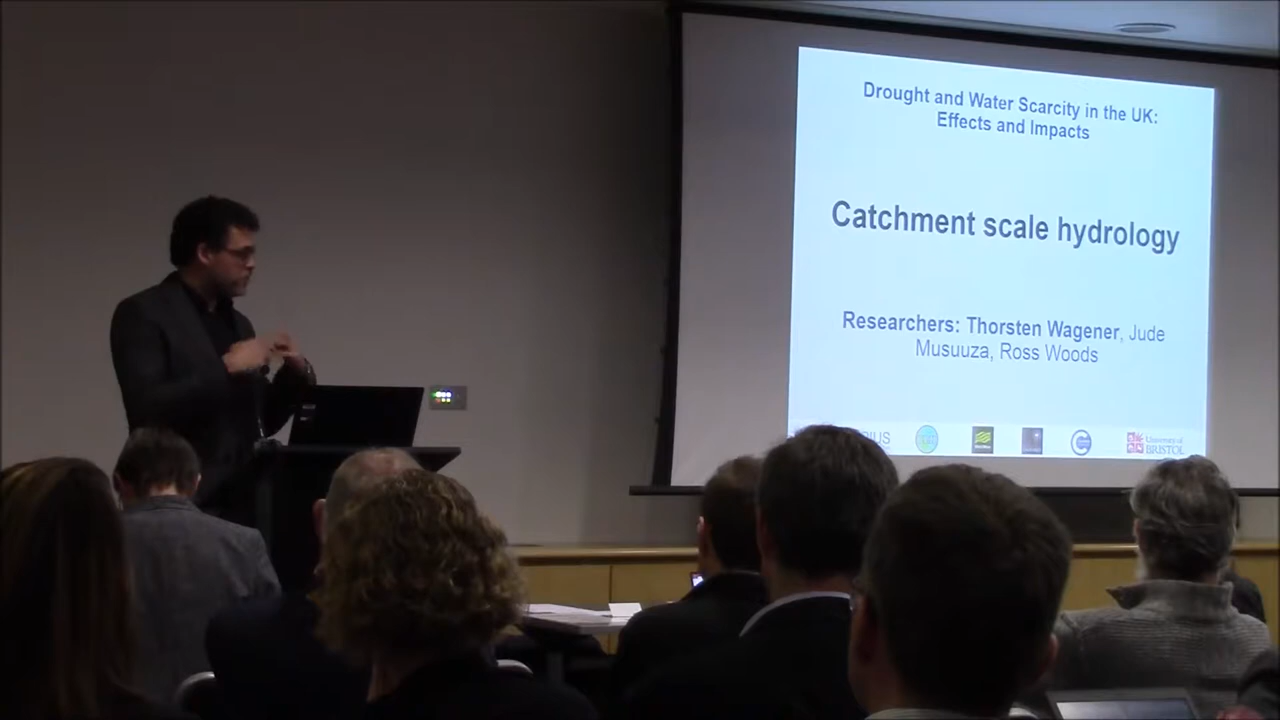 Drought and Water Scarcity in the UK:
Effects and Impacts
Catchment scale hydrology
Researchers: Thorsten Wagener, Jude
Musuuza, Ross Woods
University of
BRISTOL